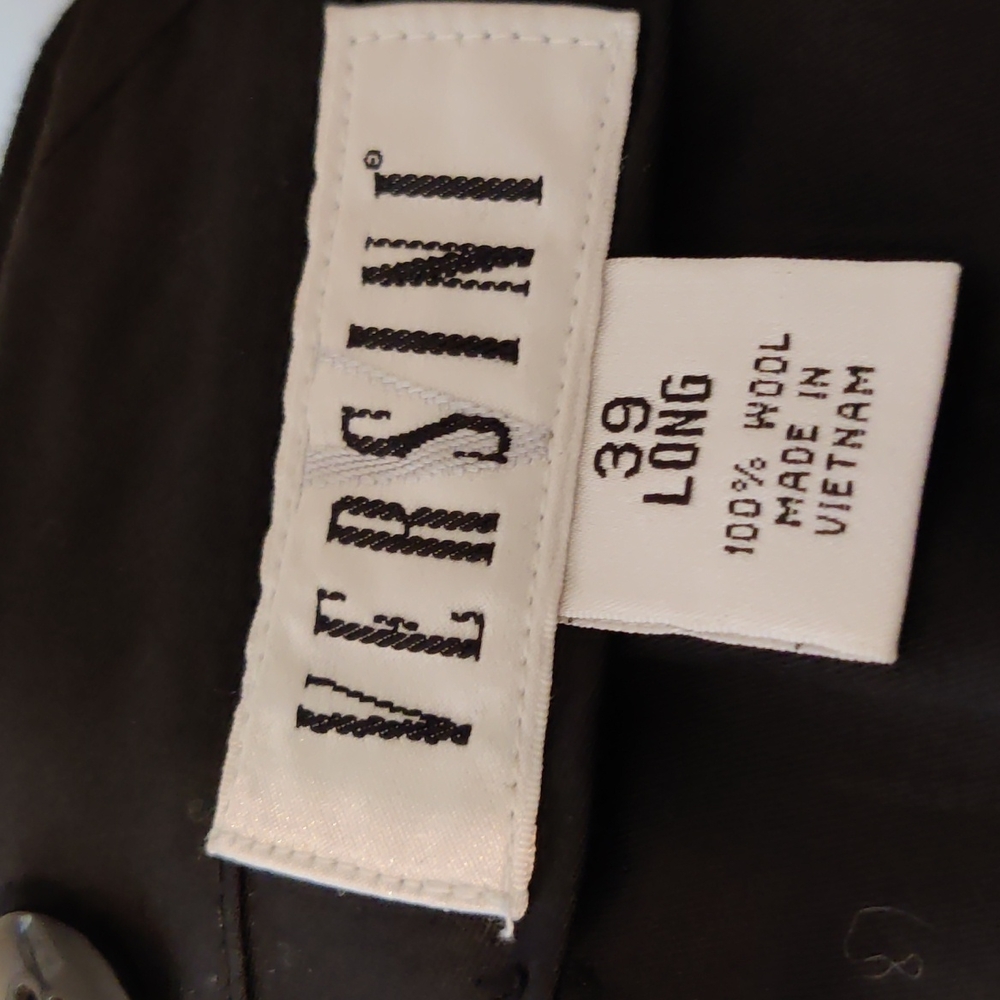 VERSINI®
39
LONG
100% WOOL
MADE IN
VIETNAM